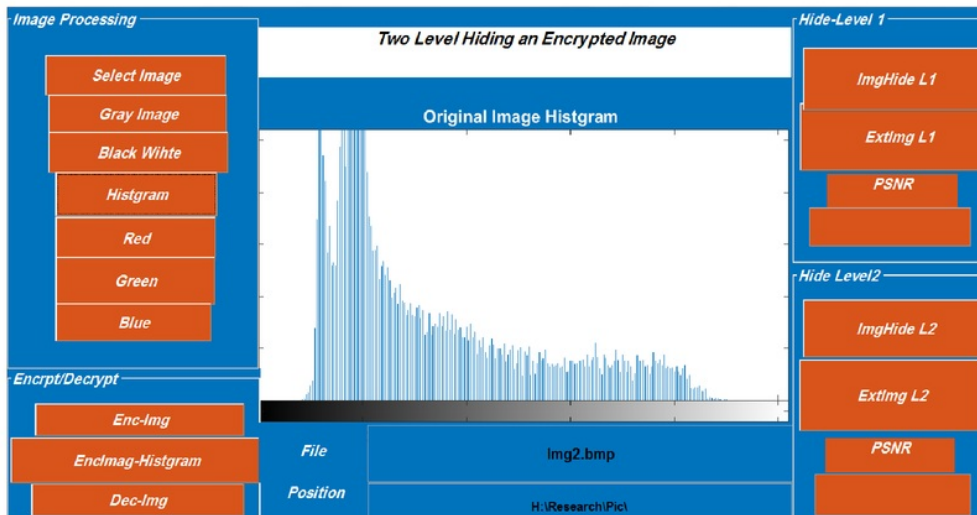 Image Processing
Select Image
Gray Image
Black Wihte
Histgram
Red
Green
Blue
Encrpt/Decrypt
Enc-Img
EncImag-Histgram
Dec-Img
Two Level Hiding an Encrypted Image
Original Image Histgram
File
Img2.bmp
Position
H:\Research\Pic\
Hide-Level 1
ImgHide L1
ExtImg L1
PSNR
Hide Level2
ImgHide L2
ExtImg L2
PSNR